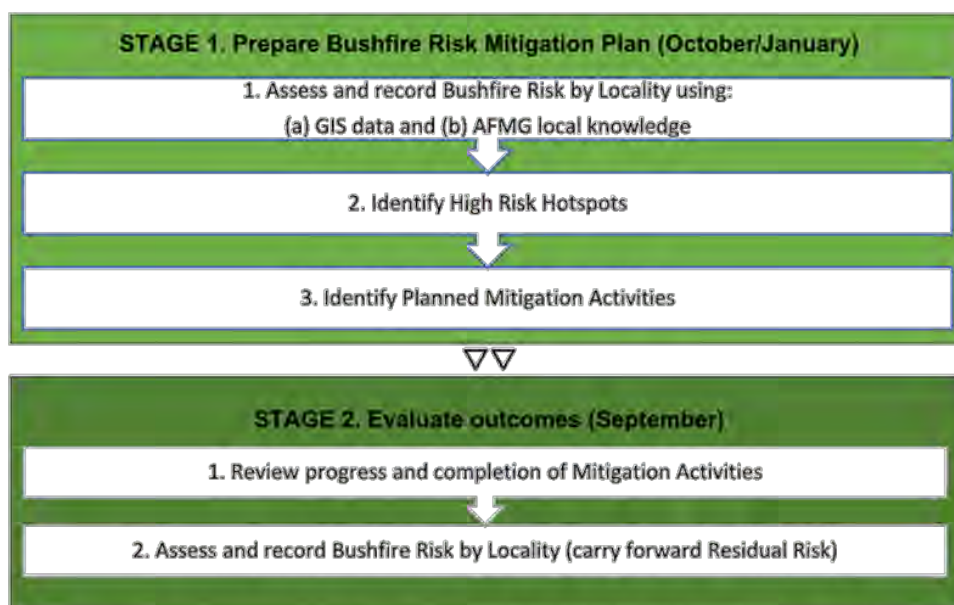 STAGE 1. Prepare Bushfire Risk Mitigation Plan (October/January)
1. Assess and record Bushfire Risk by Locality using:
(a) GIS data and (b) AFMG local knowledge
2. Identify High Risk Hotspots
3. Identify Planned Mitigation Activities
STAGE 2. Evaluate outcomes (September)
1. Review progress and completion of Mitigation Activities
2. Assess and record Bushfire Risk by Locality (carry forward Residual Risk)